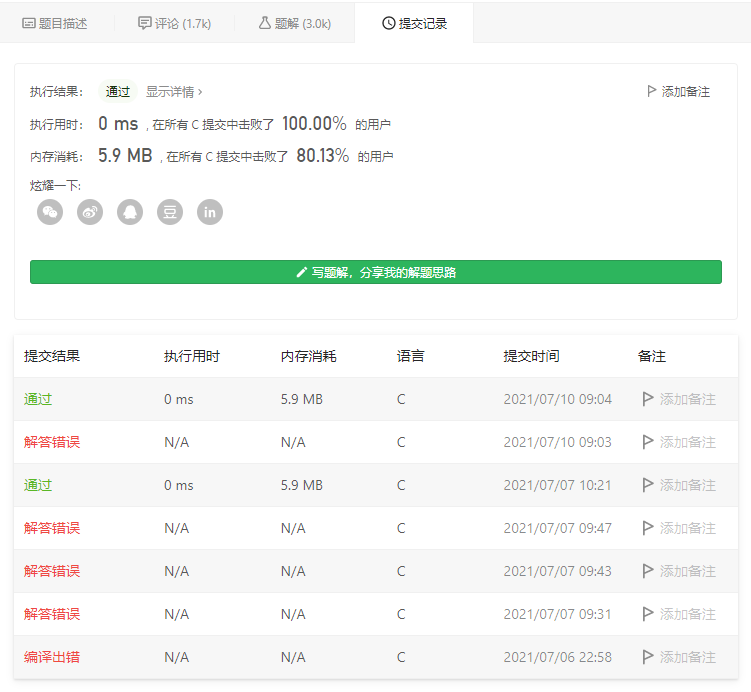 题目描述 评论 (1.7k) 题解 (3.0k) 提交记录
执行结果： 通过 显示详情 › 添加备注
执行用时： 0 ms , 在所有 C 提交中击败了 100.00% 的用户
内存消耗： 5.9 MB , 在所有 C 提交中击败了 80.13% 的用户
炫耀一下:
豆 in
写题解，分享我的解题思路
提交结果 执行用时 内存消耗 语言 提交时间 备注
通过 0 ms 5.9 MB C 2021/07/10 09:04 添加备注
解答错误 N/A N/A C 2021/07/10 09:03 添加备注
通过 0 ms 5.9 MB C 2021/07/07 10:21 添加备注
解答错误 N/A N/A C 2021/07/07 09:47 添加备注
解答错误 N/A N/A C 2021/07/07 09:43 添加备注
解答错误 N/A N/A C 2021/07/07 09:31 添加备注
编译出错 N/A N/A C 2021/07/06 22:58 添加备注